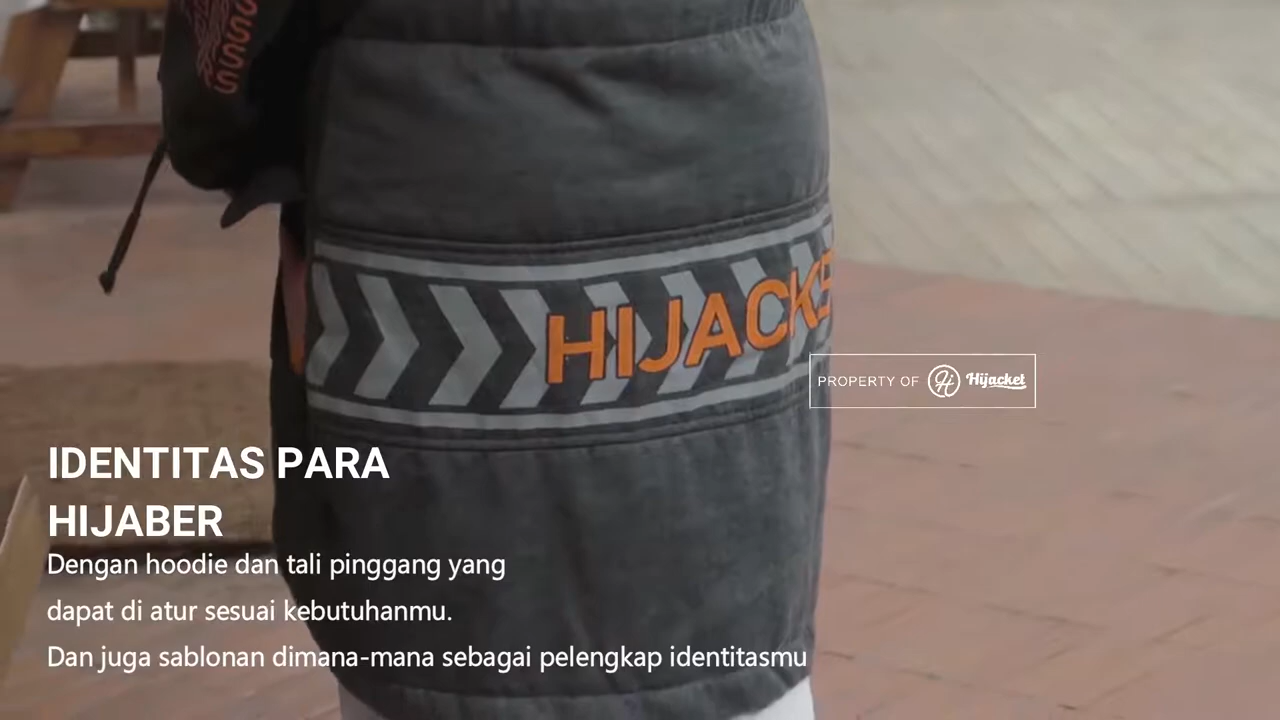 SSSS
HIJACKE
PROPERTY OF H Hijacket
IDENTITAS PARA
HIJABER
Dengan hoodie dan tali pinggang yang
dapat di atur sesuai kebutuhanmu.
Dan juga sablonan dimana-mana sebagai pelengkap identitasmu